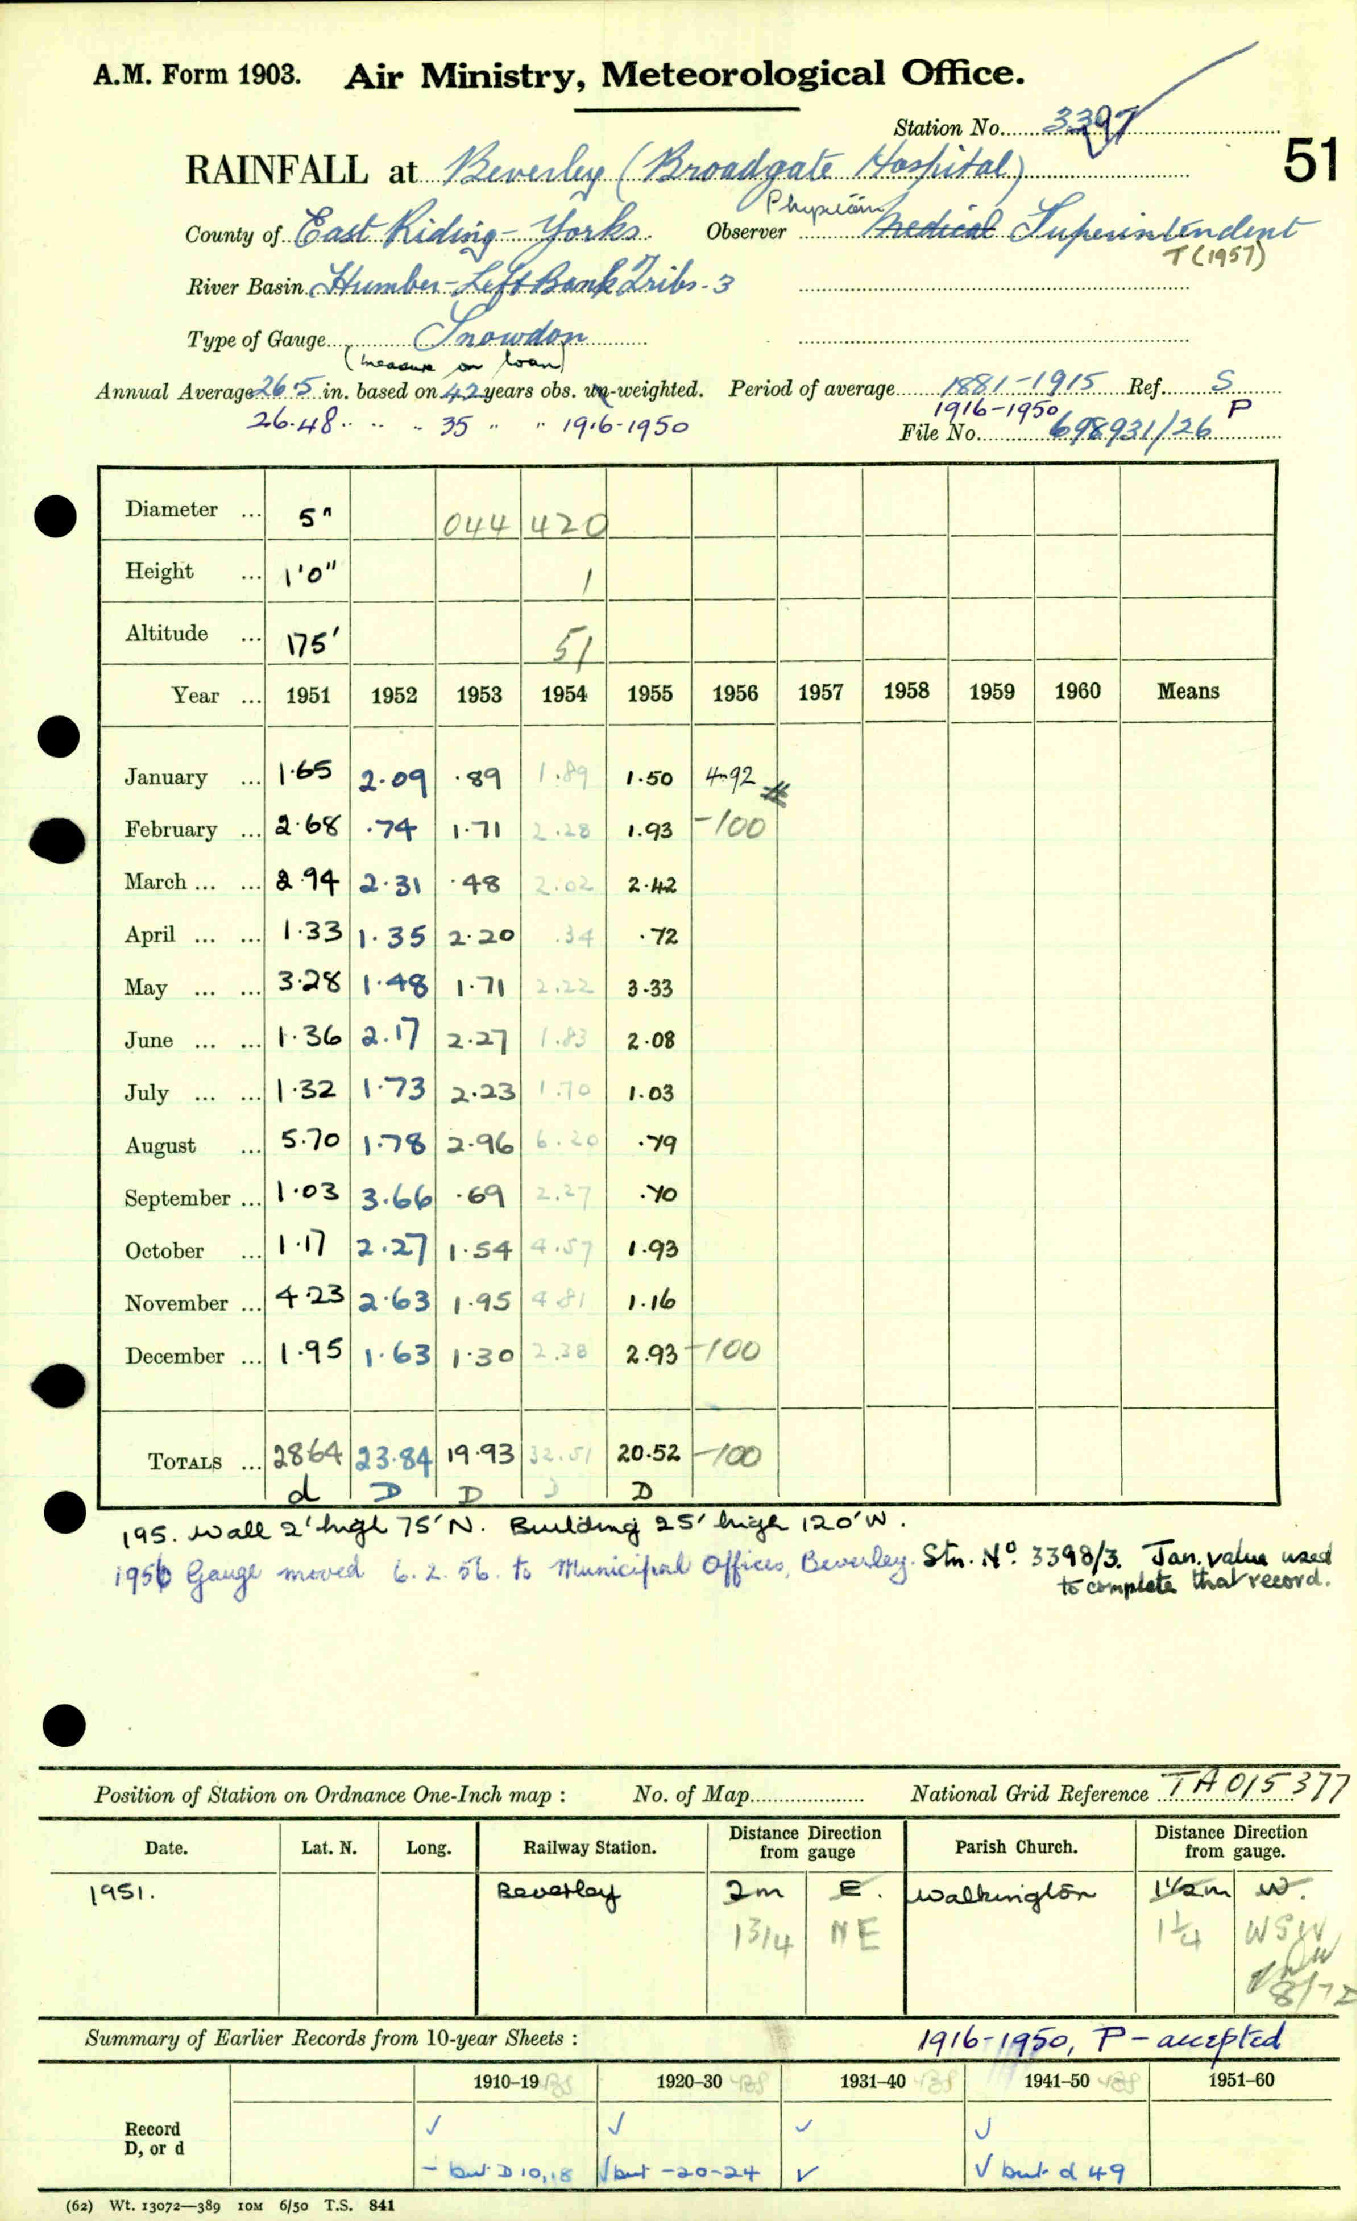 A.M. Form 1903. Air Ministry, Meteorological Office.
Station No. 3397
51
RAINFALL at Beverley (Broadgate Hospital)
Physician
County of East Riding - Yorks. Observer Medical Superintendent
T (1957)
River Basin Humber - Left Bank Tribs - 3
Type of Gauge Snowdon
(measure on loan)
Annual Average 26.5 in. based on 42 years obs. un-weighted. Period of average 1881-1915 Ref. S
26.48 " " 35 " " 1916-1950 1916-1950 P
File No. 698931/26
Diameter ... 5" 044 420
Height ... 1'0" 1
Altitude ... 175' 51
Year ... 1951 1952 1953 1954 1955 1956 1957 1958 1959 1960 Means
January ... 1.65 2.09 .89 1.89 1.50 4.92
February ... 2.68 .74 1.71 2.28 1.93 -100
March ... ... 2.94 2.31 .48 2.02 2.42
April ... ... 1.33 1.35 2.20 .34 .72
May ... ... 3.28 1.48 1.71 2.22 3.33
June ... ... 1.36 2.17 2.27 1.83 2.08
July ... ... 1.32 1.73 2.23 1.70 1.03
August ... 5.70 1.78 2.96 6.20 .79
September ... 1.03 3.66 .69 2.27 .70
October ... 1.17 2.27 1.54 4.57 1.93
November ... 4.23 2.63 1.95 4.81 1.16
December ... 1.95 1.63 1.30 2.38 2.93 -100
TOTALS ... 28.64 23.84 19.93 32.51 20.52 -100
d D D D D
195. Wall 2' high 75' N. Building 25' high 120' W.
1956 Gauge moved 6.2.56. to Municipal Offices, Beverley. Stn. No. 3398/3. Jan. value used
to complete that record.
Position of Station on Ordnance One-Inch map : No. of Map National Grid Reference TA 015377
Date. Lat. N. Long. Railway Station. Distance Direction from gauge Parish Church. Distance Direction from gauge.
1951. Beverley 2m E. Walkington 1½m W.
1 3/4 NE 1¼ WSW
8/72
Summary of Earlier Records from 10-year Sheets : 1916-1950, P - accepted
1910-19 1920-30 1931-40 1941-50 1951-60
Record ✓ ✓ ✓ ✓
D, or d - but D 10, 18 ✓ but - 20-24 ✓ ✓ but d 49
(62) Wt. 13072—389 10M 6/50 T.S. 841